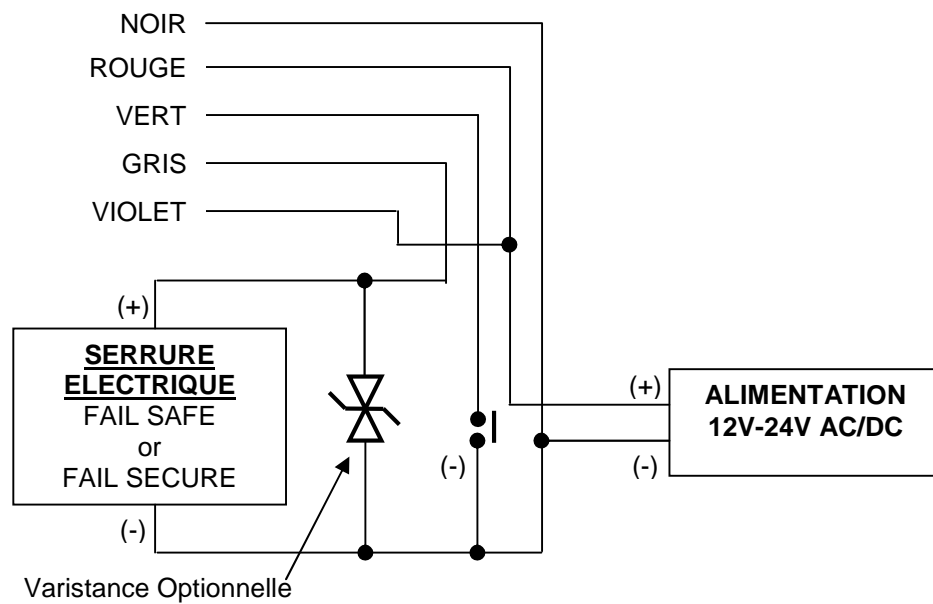 NOIR
ROUGE
VERT
GRIS
VIOLET
(+)
SERRURE
ELECTRIQUE
FAIL SAFE
or
FAIL SECURE
(-)
(-)
(+)
ALIMENTATION
12V-24V AC/DC
(-)
Varistance Optionnelle